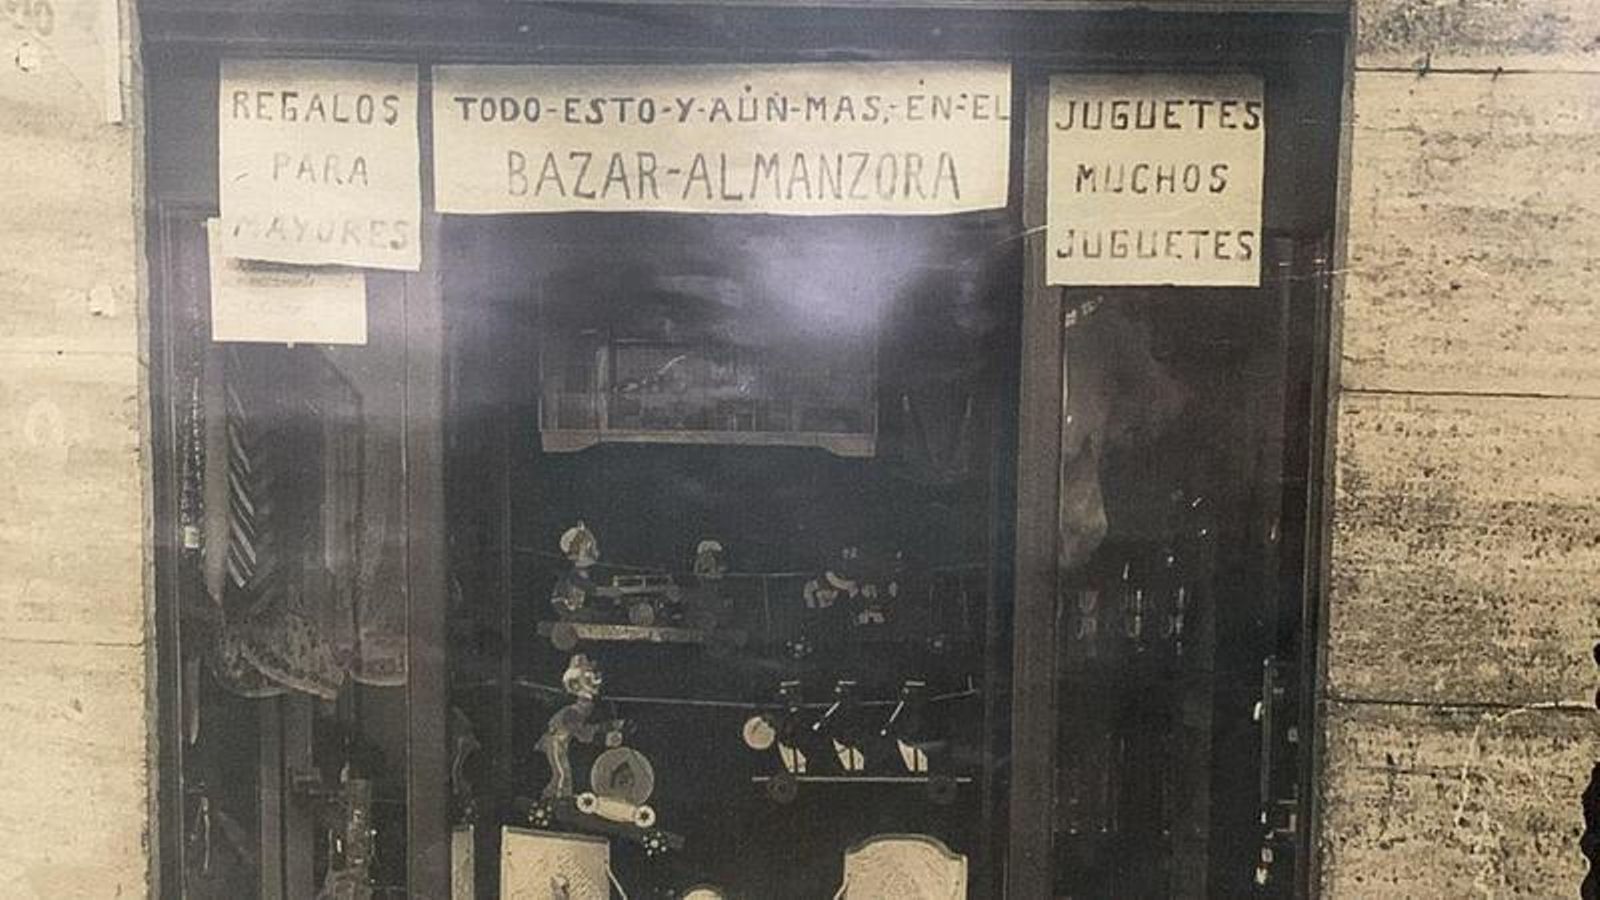 REGALOS
PARA
MAYORES
TODO-ESTO-Y-AÚN-MAS,-EN-EL
BAZAR-ALMANZORA
JUGUETES
MUCHOS
JUGUETES